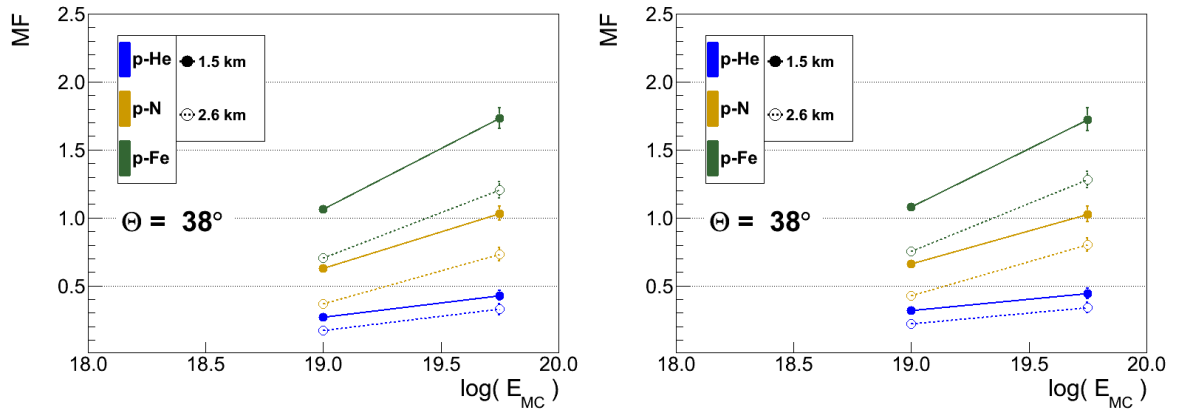 MF
2.5
2.0
1.5
1.0
0.5
p-He
p-N
p-Fe
1.5 km
2.6 km
Θ = 38°
18.0 18.5 19.0 19.5 20.0
log( E_MC )
MF
2.5
2.0
1.5
1.0
0.5
p-He
p-N
p-Fe
1.5 km
2.6 km
Θ = 38°
18.0 18.5 19.0 19.5 20.0
log( E_MC )